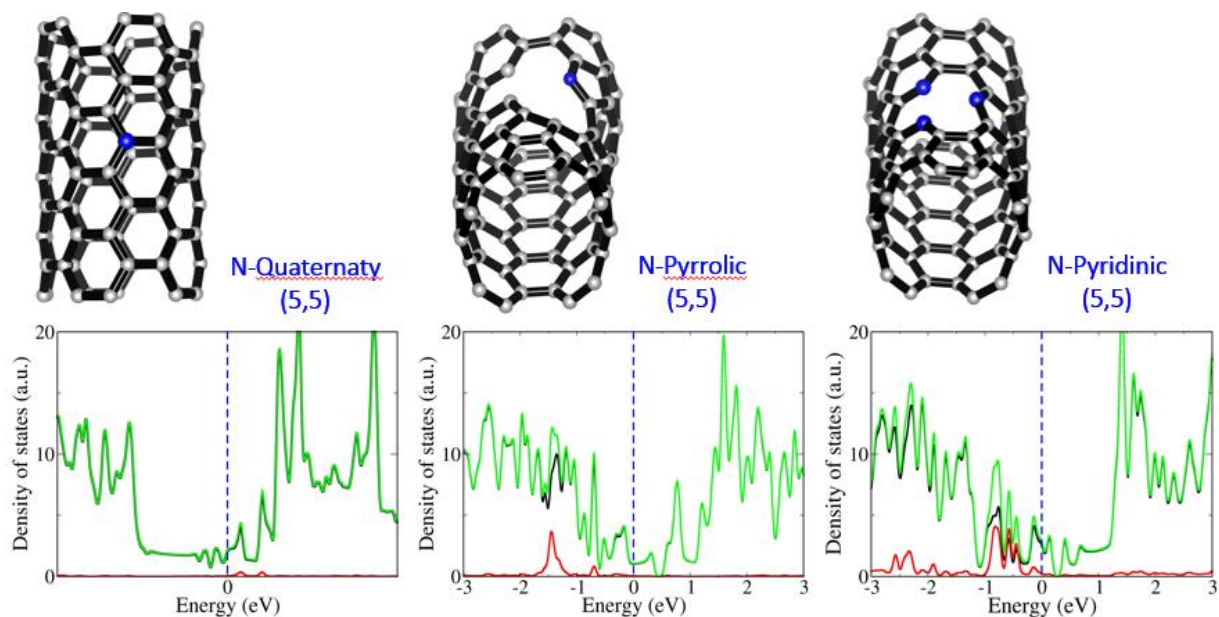 N-Quaternaty
(5,5)
N-Pyrrolic
(5,5)
N-Pyridinic
(5,5)
Density of states (a.u.)
20
10
0
0
Energy (eV)
Density of states (a.u.)
20
10
0
-3 -2 -1 0 1 2 3
Energy (eV)
Density of states (a.u.)
20
10
0
-3 -2 -1 0 1 2 3
Energy (eV)